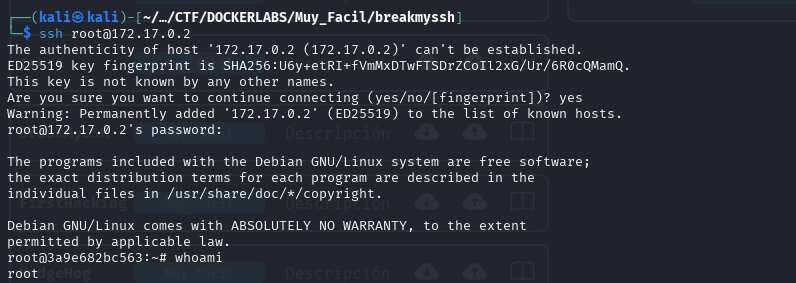 ┌──(kali㉿kali)-[~/…/CTF/DOCKERLABS/Muy_Facil/breakmyssh]
└─$ ssh root@172.17.0.2
The authenticity of host '172.17.0.2 (172.17.0.2)' can't be established.
ED25519 key fingerprint is SHA256:U6y+etRI+fVmMxDTwFTSDrZCoIl2xG/Ur/6R0cQMamQ.
This key is not known by any other names.
Are you sure you want to continue connecting (yes/no/[fingerprint])? yes
Warning: Permanently added '172.17.0.2' (ED25519) to the list of known hosts.
root@172.17.0.2's password:
Descripción
The programs included with the Debian GNU/Linux system are free software;
the exact distribution terms for each program are described in the
individual files in /usr/share/doc/*/copyright.
FirstHacking
Descripción
Debian GNU/Linux comes with ABSOLUTELY NO WARRANTY, to the extent
permitted by applicable law.
root@3a9e682bc563:~# whoami
root
Muy Fácil
Descripción